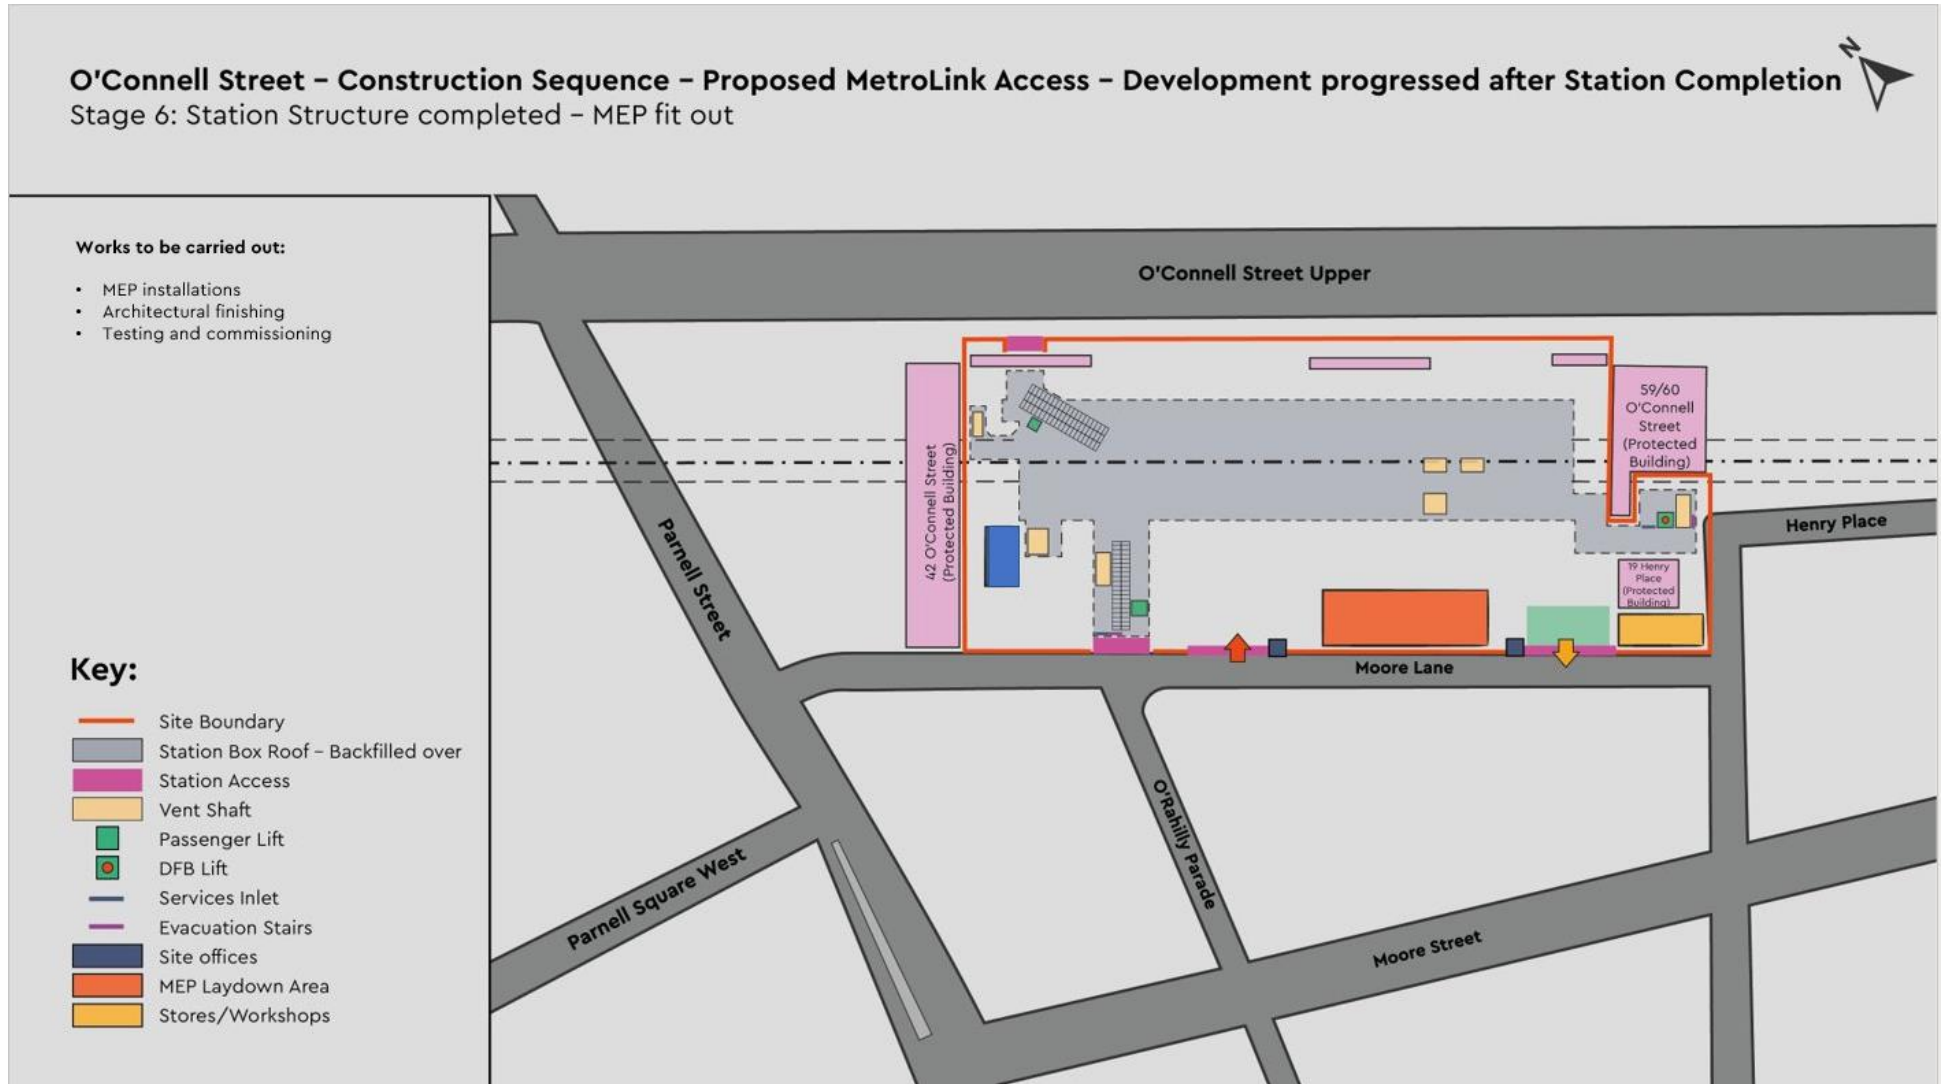 O'Connell Street – Construction Sequence – Proposed MetroLink Access – Development progressed after Station Completion
Stage 6: Station Structure completed – MEP fit out
N
Works to be carried out:
• MEP installations
• Architectural finishing
• Testing and commissioning
Key:
Site Boundary
Station Box Roof – Backfilled over
Station Access
Vent Shaft
Passenger Lift
DFB Lift
Services Inlet
Evacuation Stairs
Site offices
MEP Laydown Area
Stores/Workshops
O'Connell Street Upper
42 O'Connell Street
(Protected Building)
59/60
O'Connell
Street
(Protected
Building)
Henry Place
19 Henry
Place
(Protected
Building)
Parnell Street
Moore Lane
O'Rahilly Parade
Parnell Square West
Moore Street